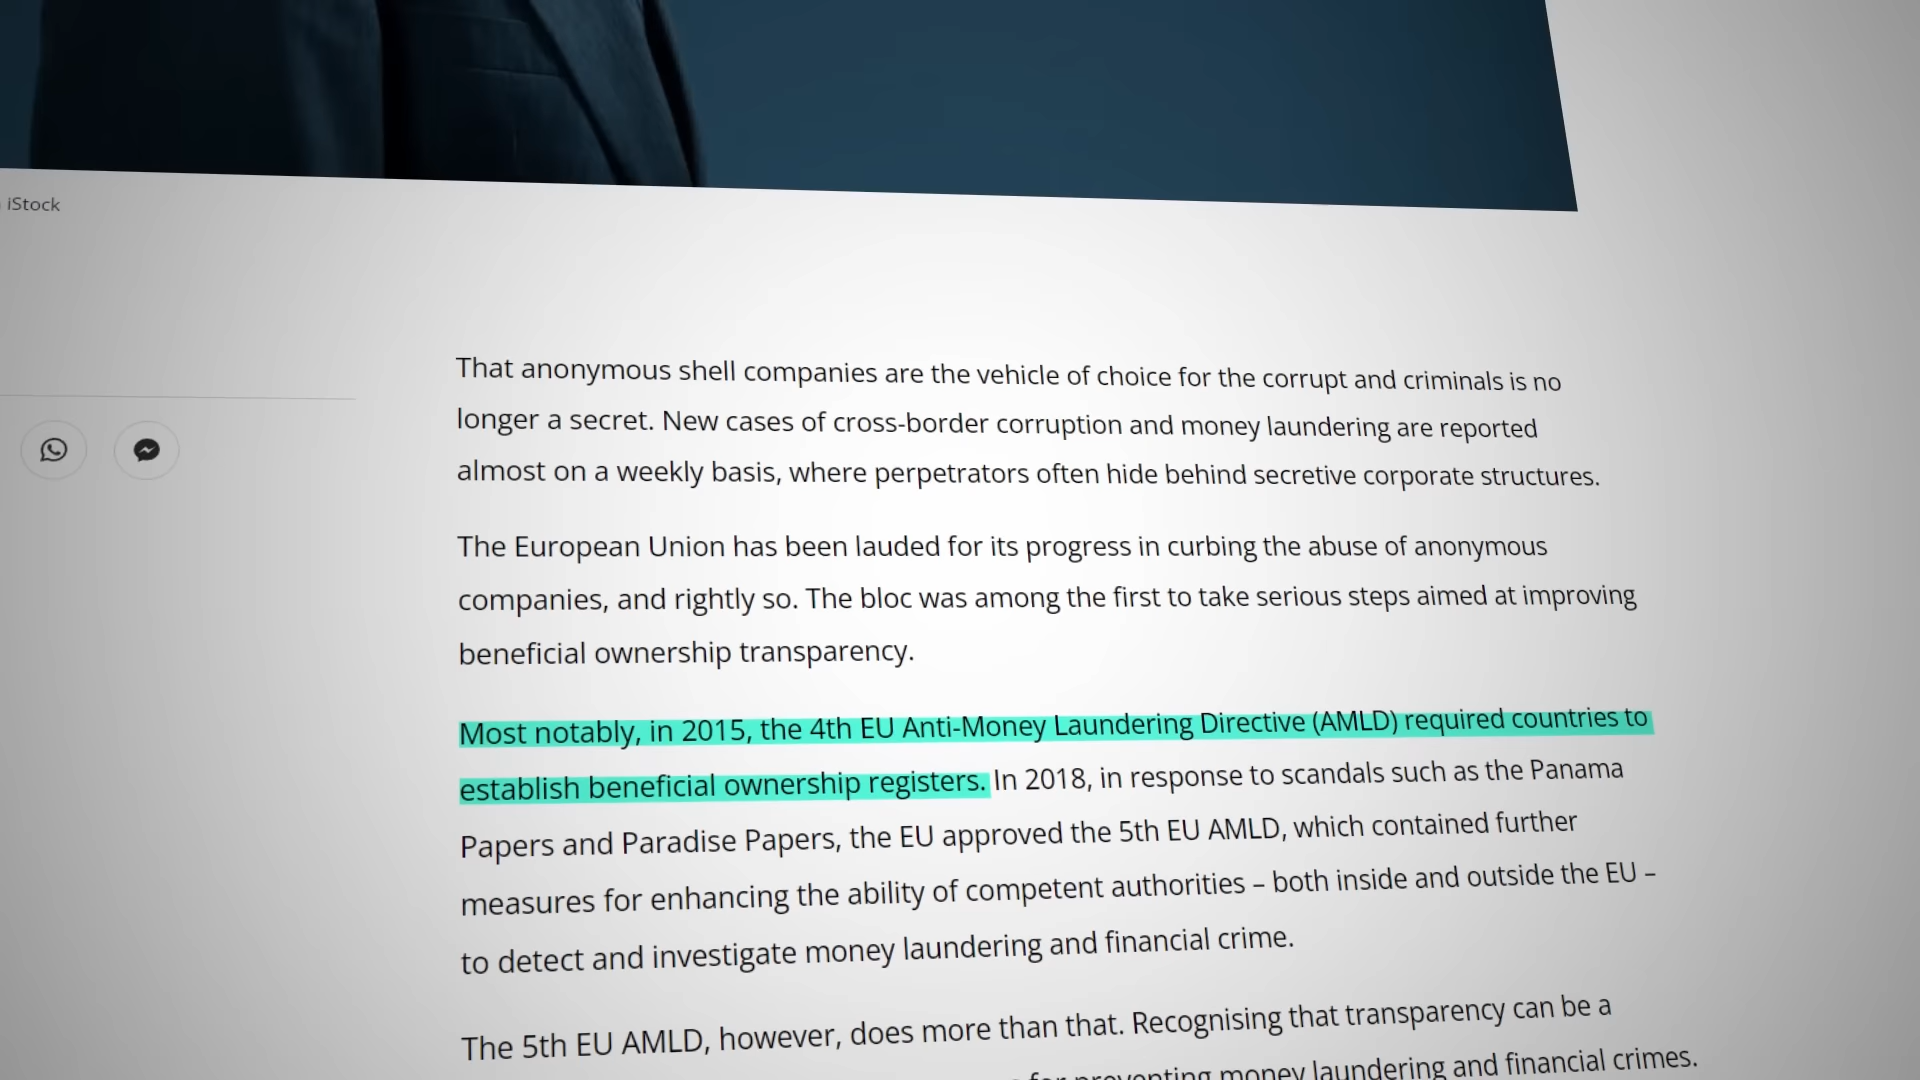 iStock
That anonymous shell companies are the vehicle of choice for the corrupt and criminals is no
longer a secret. New cases of cross-border corruption and money laundering are reported
almost on a weekly basis, where perpetrators often hide behind secretive corporate structures.
The European Union has been lauded for its progress in curbing the abuse of anonymous
companies, and rightly so. The bloc was among the first to take serious steps aimed at improving
beneficial ownership transparency.
Most notably, in 2015, the 4th EU Anti-Money Laundering Directive (AMLD) required countries to
establish beneficial ownership registers. In 2018, in response to scandals such as the Panama
Papers and Paradise Papers, the EU approved the 5th EU AMLD, which contained further
measures for enhancing the ability of competent authorities – both inside and outside the EU –
to detect and investigate money laundering and financial crime.
The 5th EU AMLD, however, does more than that. Recognising that transparency can be a
for preventing money laundering and financial crimes.